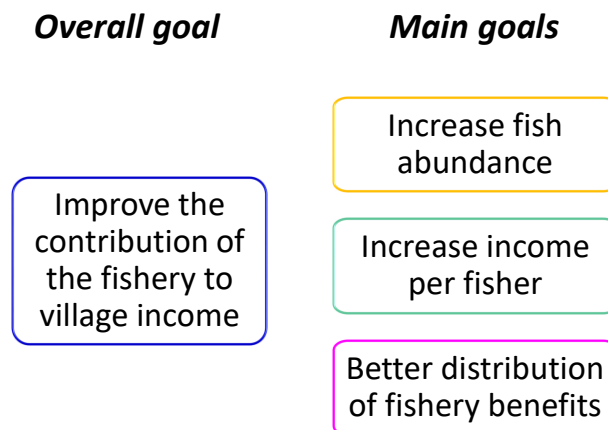 Overall goal
Main goals
Increase fish
abundance
Improve the
contribution of
the fishery to
village income
Increase income
per fisher
Better distribution
of fishery benefits